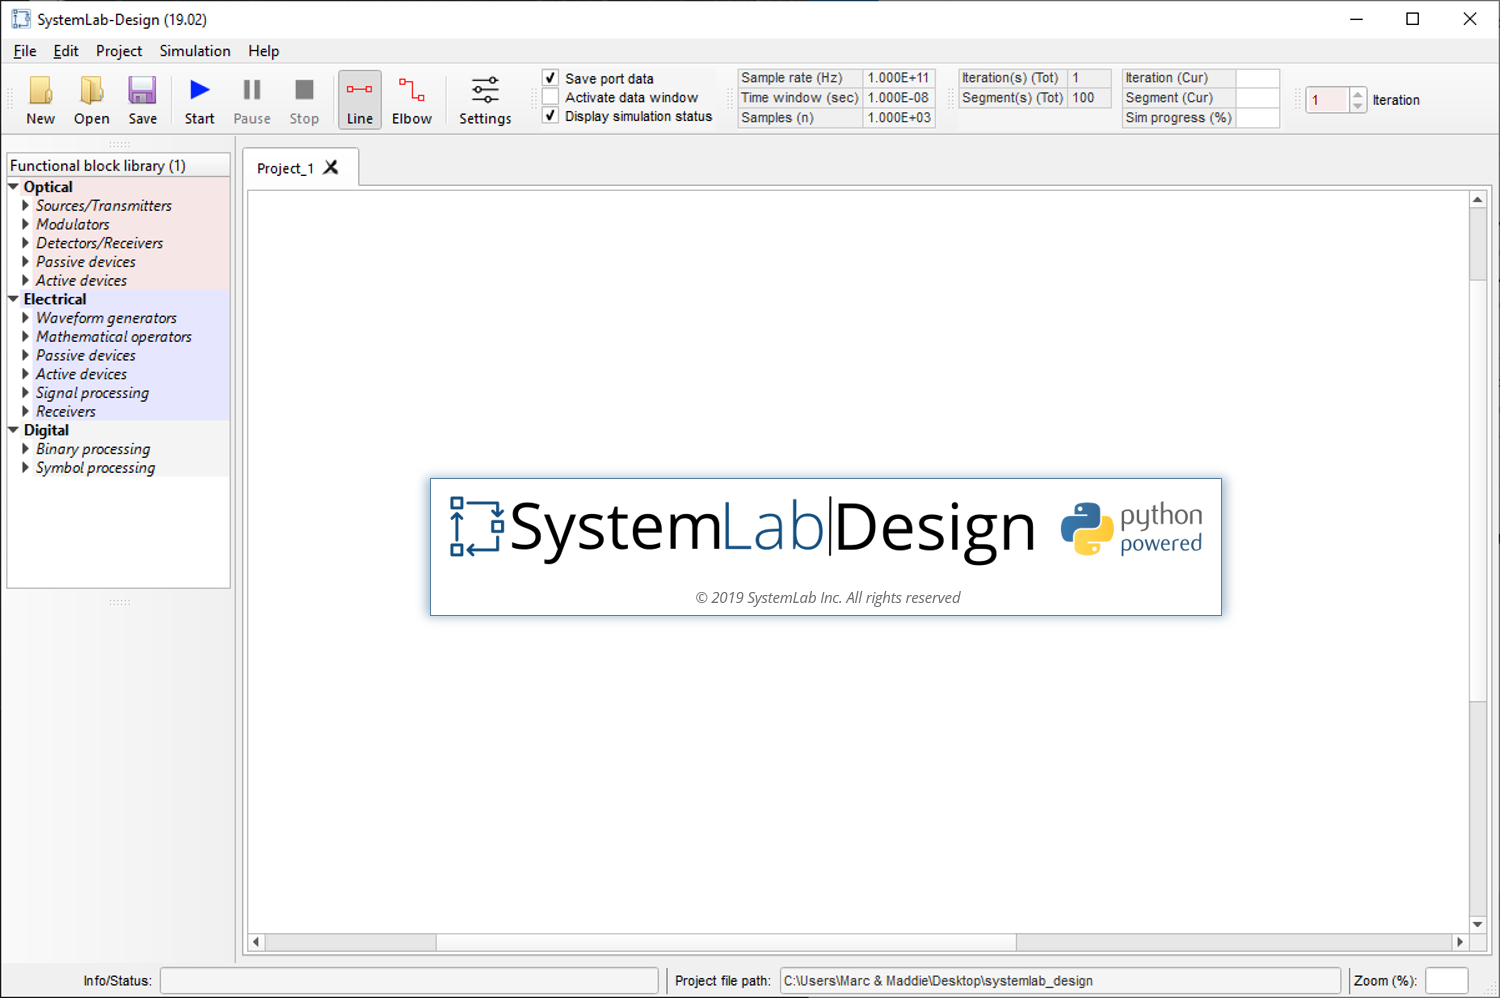 SystemLab-Design (19.02)
File Edit Project Simulation Help
New Open Save Start Pause Stop Line Elbow Settings
Save port data
Activate data window
Display simulation status
Sample rate (Hz) 1.000E+11
Time window (sec) 1.000E-08
Samples (n) 1.000E+03
Iteration(s) (Tot) 1
Segment(s) (Tot) 100
Iteration (Cur)
Segment (Cur)
Sim progress (%)
1 Iteration
Functional block library (1)
Optical
Sources/Transmitters
Modulators
Detectors/Receivers
Passive devices
Active devices
Electrical
Waveform generators
Mathematical operators
Passive devices
Active devices
Signal processing
Receivers
Digital
Binary processing
Symbol processing
Project_1
SystemLab|Design
python
powered
© 2019 SystemLab Inc. All rights reserved
Info/Status: Project file path: C:\Users\Marc & Maddie\Desktop\systemlab_design Zoom (%):